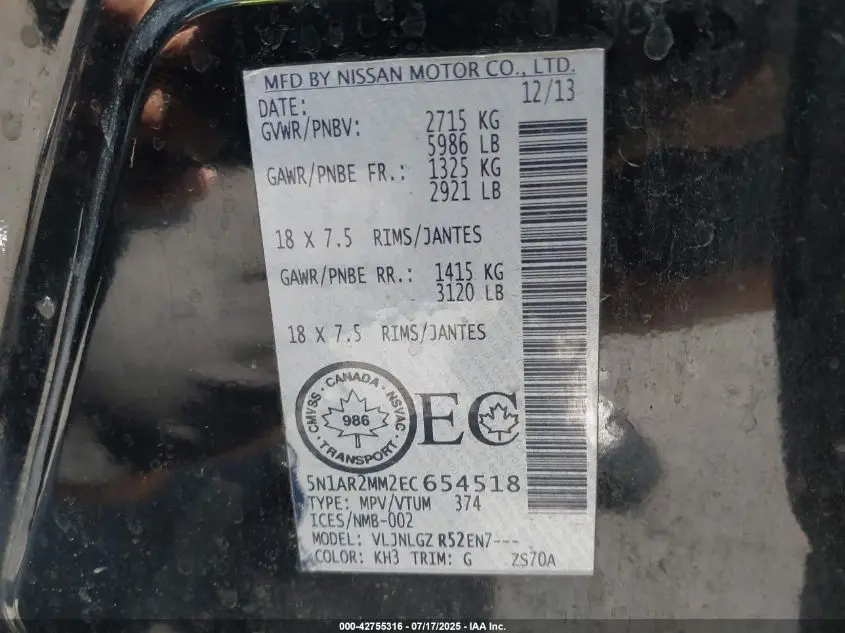 MFD BY NISSAN MOTOR CO., LTD.
DATE: 12/13
GVWR/PNBV: 2715 KG
5986 LB
GAWR/PNBE FR.: 1325 KG
2921 LB
18 X 7.5 RIMS/JANTES
GAWR/PNBE RR.: 1415 KG
3120 LB
18 X 7.5 RIMS/JANTES
CANADA · NSVAC · TRANSPORT · CMVSS ·
986
EC
5N1AR2MM2EC654518
TYPE: MPV/VTUM 374
ICES/NMB-002
MODEL: VLJNLGZ R52EN7---
COLOR: KH3 TRIM: G ZS70A
000-42755316 - 07/17/2025 - IAA Inc.